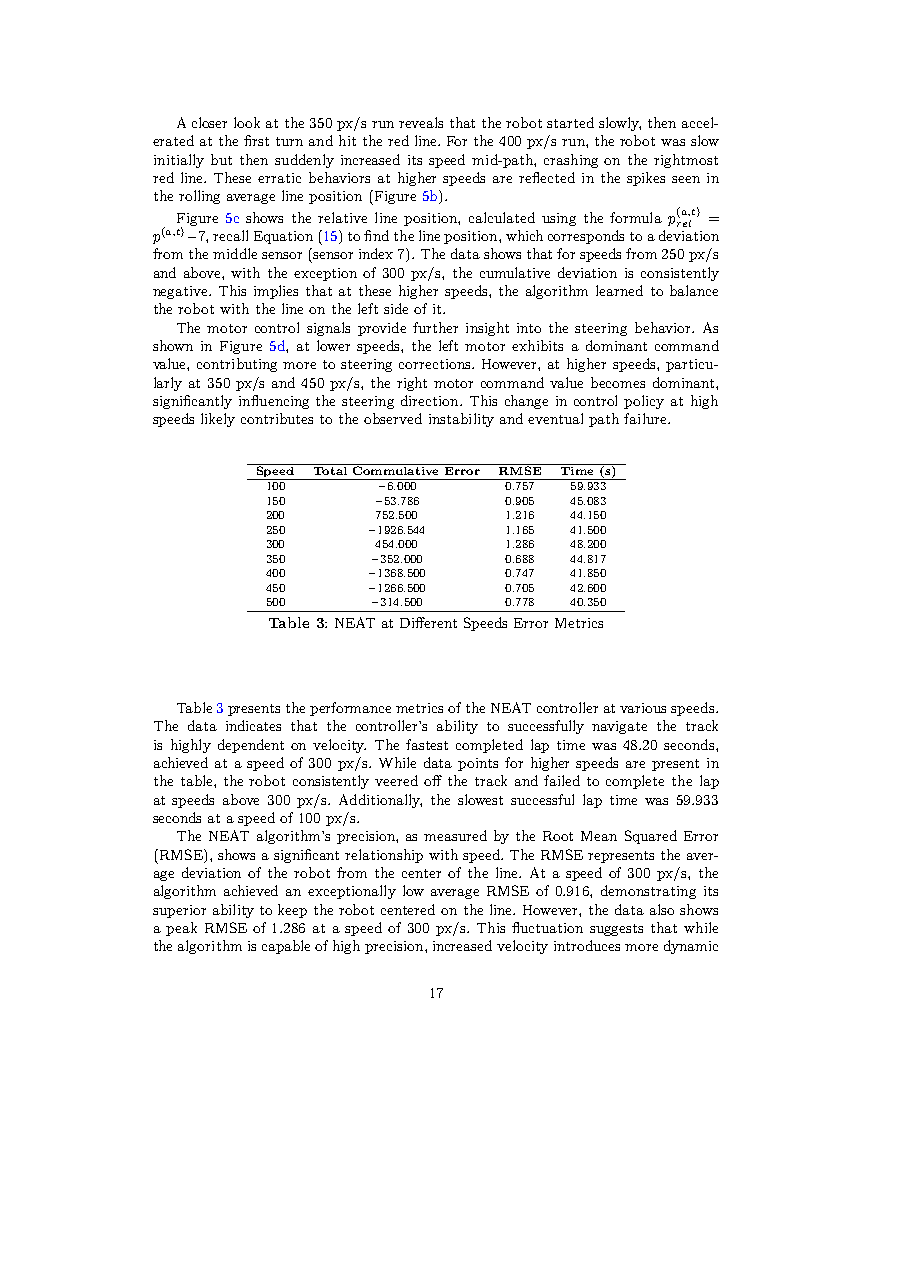 A closer look at the 350 px/s run reveals that the robot started slowly, then accel-
erated at the first turn and hit the red line. For the 400 px/s run, the robot was slow
initially but then suddenly increased its speed mid-path, crashing on the rightmost
red line. These erratic behaviors at higher speeds are reflected in the spikes seen in
the rolling average line position (Figure 5b).
Figure 5c shows the relative line position, calculated using the formula p_{rel}^{(a,t)} =
p^{(a,t)}−7, recall Equation (15) to find the line position, which corresponds to a deviation
from the middle sensor (sensor index 7). The data shows that for speeds from 250 px/s
and above, with the exception of 300 px/s, the cumulative deviation is consistently
negative. This implies that at these higher speeds, the algorithm learned to balance
the robot with the line on the left side of it.
The motor control signals provide further insight into the steering behavior. As
shown in Figure 5d, at lower speeds, the left motor exhibits a dominant command
value, contributing more to steering corrections. However, at higher speeds, particu-
larly at 350 px/s and 450 px/s, the right motor command value becomes dominant,
significantly influencing the steering direction. This change in control policy at high
speeds likely contributes to the observed instability and eventual path failure.
Speed Total Commulative Error RMSE Time (s)
100 −6.000 0.757 59.933
150 −53.786 0.905 45.083
200 752.500 1.216 44.150
250 −1926.544 1.165 41.500
300 454.000 1.286 48.200
350 −352.000 0.688 44.817
400 −1368.500 0.747 41.850
450 −1266.500 0.705 42.600
500 −314.500 0.778 40.350
Table 3: NEAT at Different Speeds Error Metrics
Table 3 presents the performance metrics of the NEAT controller at various speeds.
The data indicates that the controller's ability to successfully navigate the track
is highly dependent on velocity. The fastest completed lap time was 48.20 seconds,
achieved at a speed of 300 px/s. While data points for higher speeds are present in
the table, the robot consistently veered off the track and failed to complete the lap
at speeds above 300 px/s. Additionally, the slowest successful lap time was 59.933
seconds at a speed of 100 px/s.
The NEAT algorithm's precision, as measured by the Root Mean Squared Error
(RMSE), shows a significant relationship with speed. The RMSE represents the aver-
age deviation of the robot from the center of the line. At a speed of 300 px/s, the
algorithm achieved an exceptionally low average RMSE of 0.916, demonstrating its
superior ability to keep the robot centered on the line. However, the data also shows
a peak RMSE of 1.286 at a speed of 300 px/s. This fluctuation suggests that while
the algorithm is capable of high precision, increased velocity introduces more dynamic
17